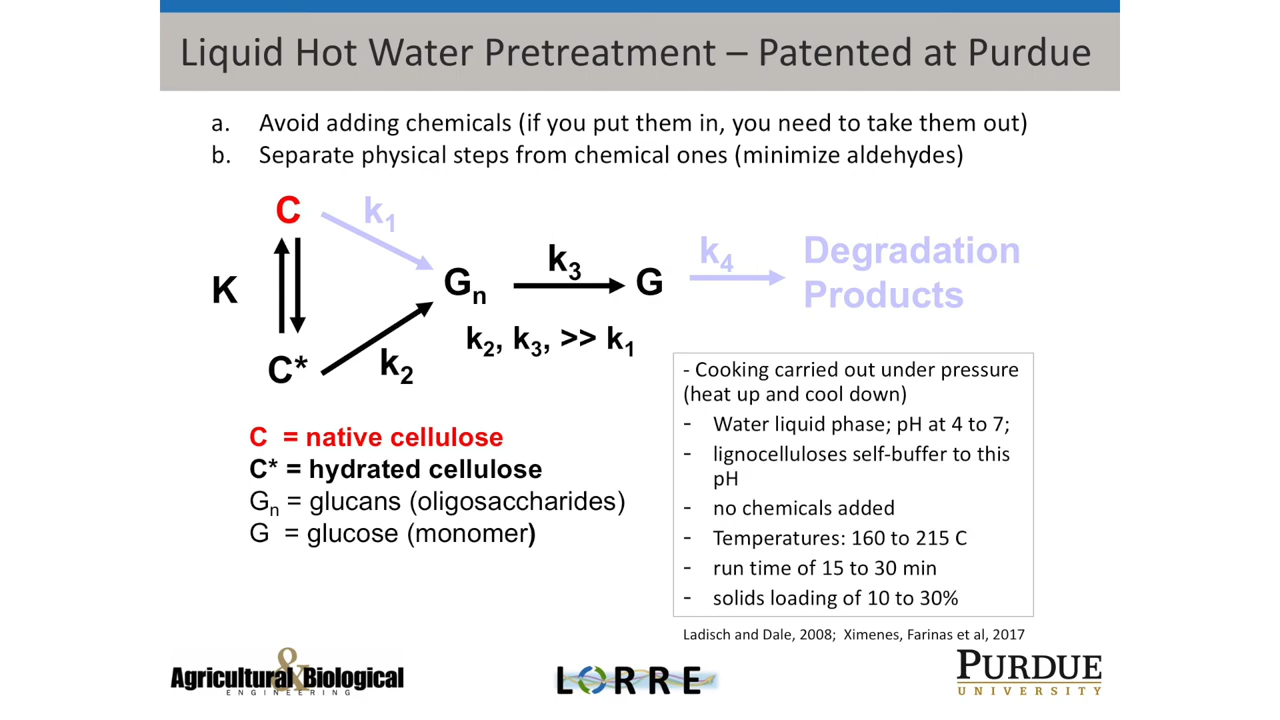 Liquid Hot Water Pretreatment – Patented at Purdue
a. Avoid adding chemicals (if you put them in, you need to take them out)
b. Separate physical steps from chemical ones (minimize aldehydes)
C
k1
K
Gn
k3
G
k4
Degradation
Products
C*
k2
k2, k3, >> k1
C = native cellulose
C* = hydrated cellulose
Gn = glucans (oligosaccharides)
G = glucose (monomer)
- Cooking carried out under pressure
(heat up and cool down)
- Water liquid phase; pH at 4 to 7;
- lignocelluloses self-buffer to this
pH
- no chemicals added
- Temperatures: 160 to 215 C
- run time of 15 to 30 min
- solids loading of 10 to 30%
Ladisch and Dale, 2008; Ximenes, Farinas et al, 2017
Agricultural & Biological
ENGINEERING
LORRE
PURDUE
UNIVERSITY